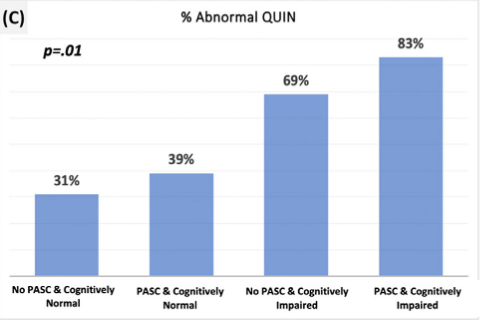 (C)
% Abnormal QUIN
p=.01
31%
39%
69%
83%
No PASC & Cognitively
Normal
PASC & Cognitively
Normal
No PASC & Cognitively
Impaired
PASC & Cognitively
Impaired